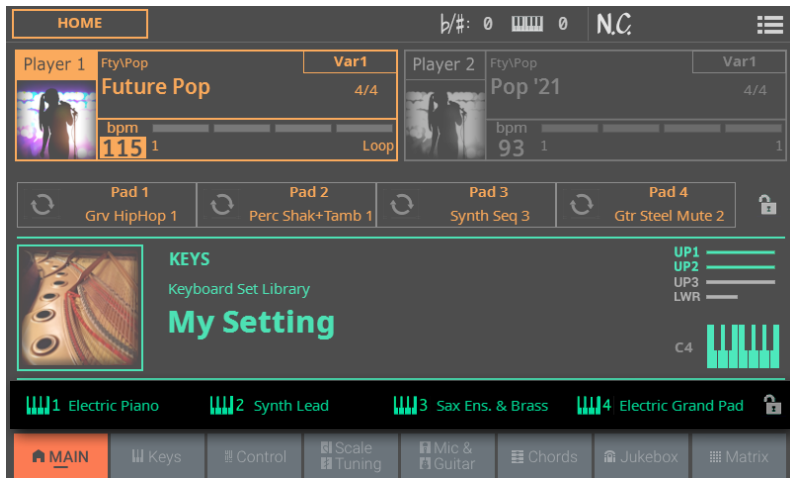 HOME
♭/♯: 0 0 N.C.
Player 1 Fty\Pop Var1
Future Pop 4/4
bpm
115 1 Loop
Player 2 Fty\Pop Var1
Pop '21 4/4
bpm
93 1 1
Pad 1
Grv HipHop 1
Pad 2
Perc Shak+Tamb 1
Pad 3
Synth Seq 3
Pad 4
Gtr Steel Mute 2
KEYS
Keyboard Set Library
My Setting
UP1
UP2
UP3
LWR
C4
1 Electric Piano
2 Synth Lead
3 Sax Ens. & Brass
4 Electric Grand Pad
MAIN
Keys
Control
Scale
Tuning
Mic &
Guitar
Chords
Jukebox
Matrix